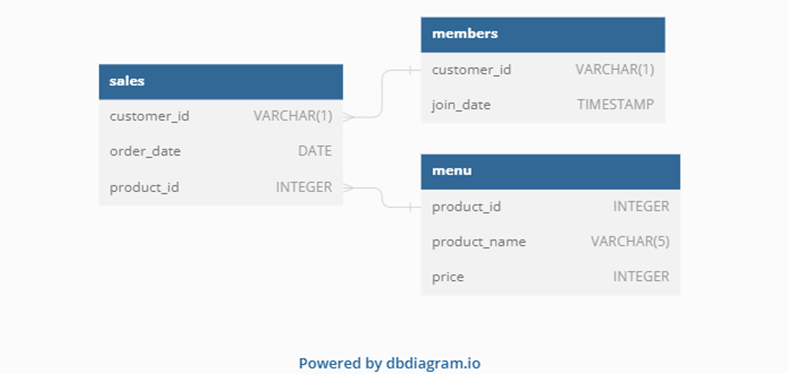 sales
customer_id VARCHAR(1)
order_date DATE
product_id INTEGER
members
customer_id VARCHAR(1)
join_date TIMESTAMP
menu
product_id INTEGER
product_name VARCHAR(5)
price INTEGER
Powered by dbdiagram.io